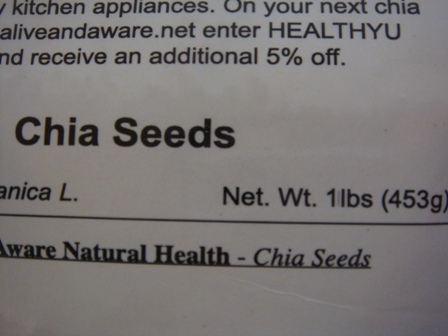 kitchen appliances. On your next chia
aliveandaware.net enter HEALTHYU
nd receive an additional 5% off.
Chia Seeds
anica L.
Net. Wt. 1lbs (453g)
Aware Natural Health - Chia Seeds